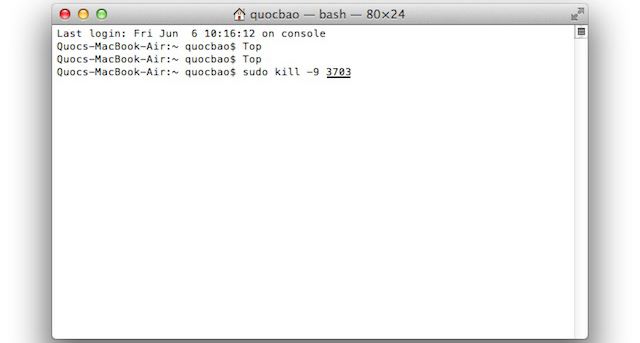 quocbao — bash — 80×24
Last login: Fri Jun  6 10:16:12 on console
Quocs-MacBook-Air:~ quocbao$ Top
Quocs-MacBook-Air:~ quocbao$ Top
Quocs-MacBook-Air:~ quocbao$ sudo kill -9 3703